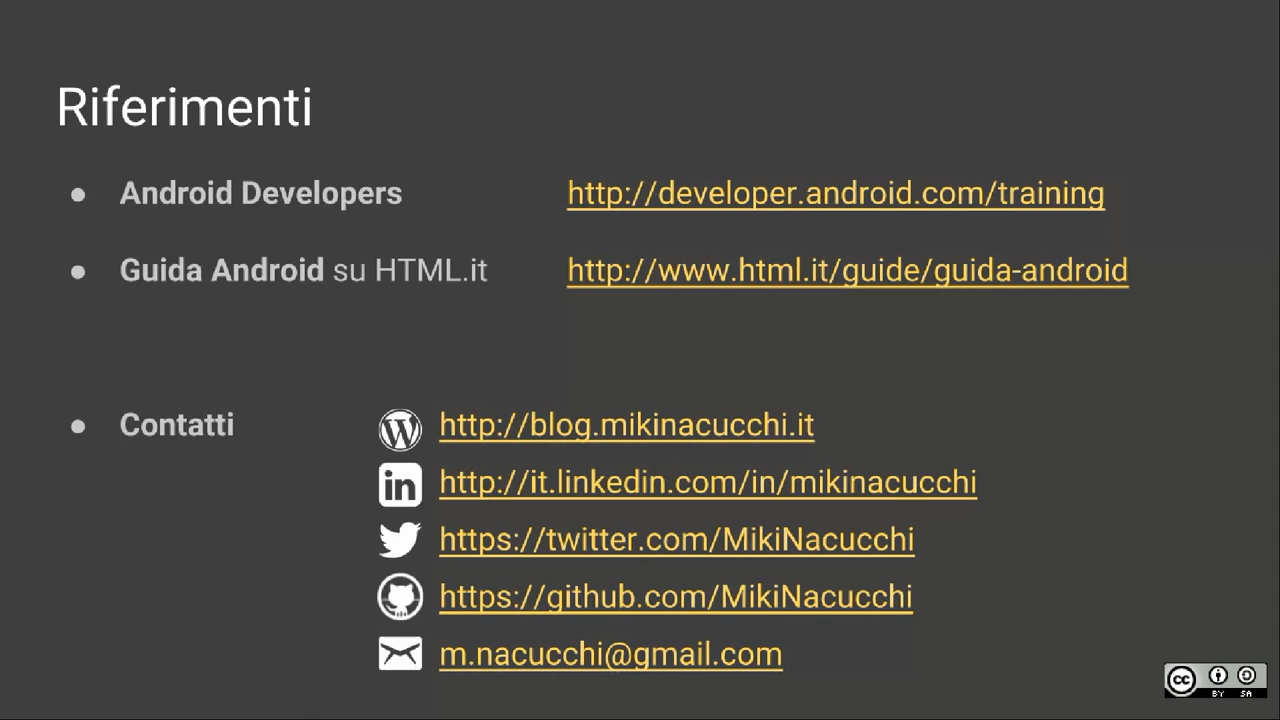 Riferimenti
● Android Developers http://developer.android.com/training
● Guida Android su HTML.it http://www.html.it/guide/guida-android
● Contatti http://blog.mikinacucchi.it
http://it.linkedin.com/in/mikinacucchi
https://twitter.com/MikiNacucchi
https://github.com/MikiNacucchi
m.nacucchi@gmail.com
cc BY SA